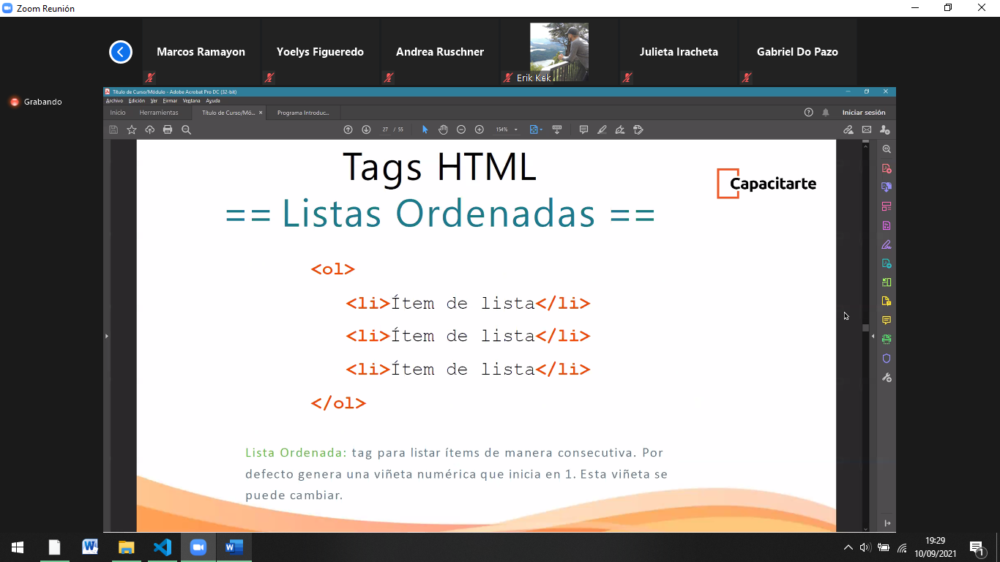 Zoom Reunión
Marcos Ramayon
Yoelys Figueredo
Andrea Ruschner
Erik Kek
Julieta Iracheta
Gabriel Do Pazo
Grabando
Título de Curso/Módulo - Adobe Acrobat Pro DC (32-bit)
Archivo Edición Ver Firmar Ventana Ayuda
Inicio Herramientas Título de Curso/Mó... × Programa Introduc... Iniciar sesión
27 / 55 154%
Tags HTML
Capacitarte
== Listas Ordenadas ==
<ol>
<li>Ítem de lista</li>
<li>Ítem de lista</li>
<li>Ítem de lista</li>
</ol>
Lista Ordenada: tag para listar ítems de manera consecutiva. Por
defecto genera una viñeta numérica que inicia en 1. Esta viñeta se
puede cambiar.
19:29
10/09/2021
1